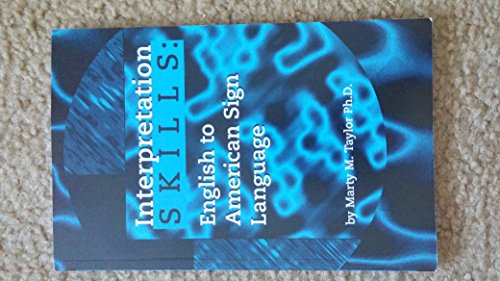 Interpretation
SKILLS:
English to
American Sign
Language
by Marty M. Taylor Ph.D.